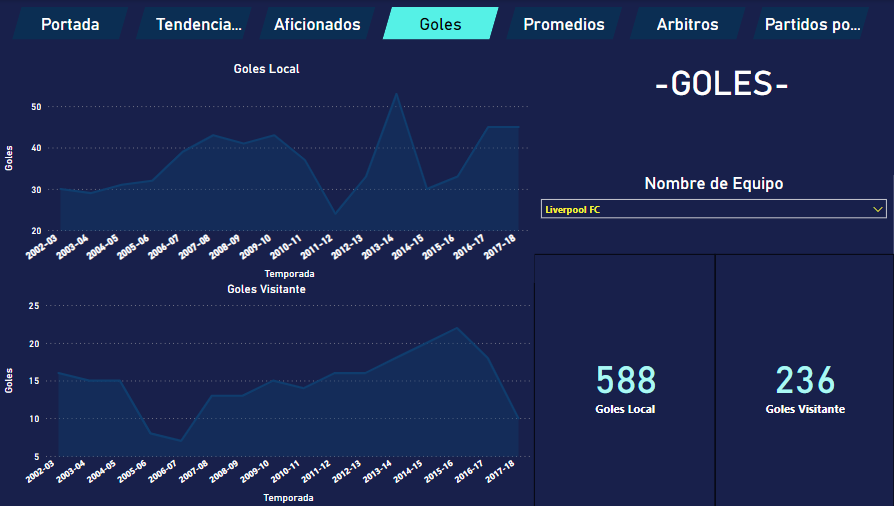 Portada
Tendencia...
Aficionados
Goles
Promedios
Arbitros
Partidos po...
Goles Local
-GOLES-
50
40
30
20
Goles
2002-03
2003-04
2004-05
2005-06
2006-07
2007-08
2008-09
2009-10
2010-11
2011-12
2012-13
2013-14
2014-15
2015-16
2016-17
2017-18
Temporada
Nombre de Equipo
Liverpool FC
Goles Visitante
25
20
15
10
5
Goles
2002-03
2003-04
2004-05
2005-06
2006-07
2007-08
2008-09
2009-10
2010-11
2011-12
2012-13
2013-14
2014-15
2015-16
2016-17
2017-18
Temporada
588
Goles Local
236
Goles Visitante